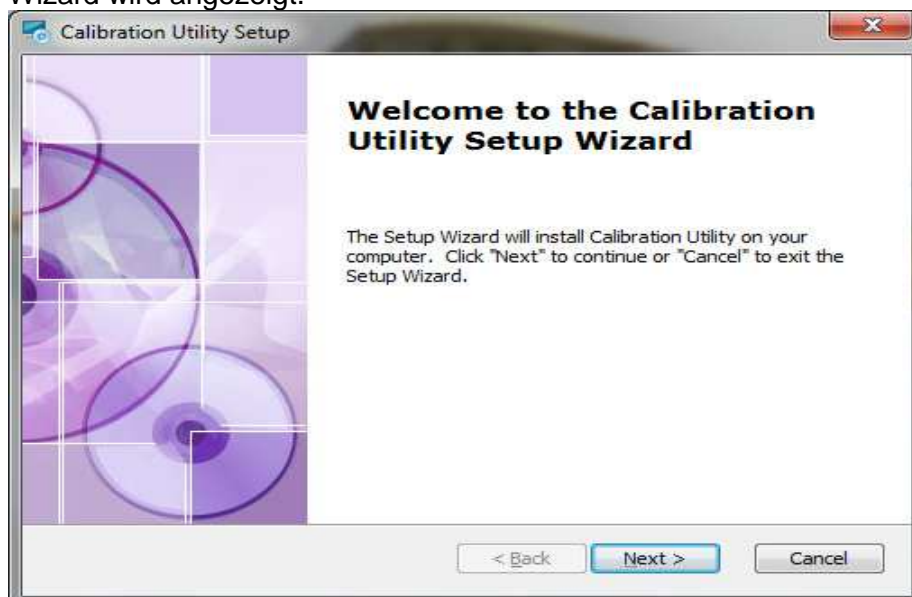 Wizard wird angezeigt.
Calibration Utility Setup
Welcome to the Calibration
Utility Setup Wizard
The Setup Wizard will install Calibration Utility on your
computer. Click "Next" to continue or "Cancel" to exit the
Setup Wizard.
< Back Next > Cancel